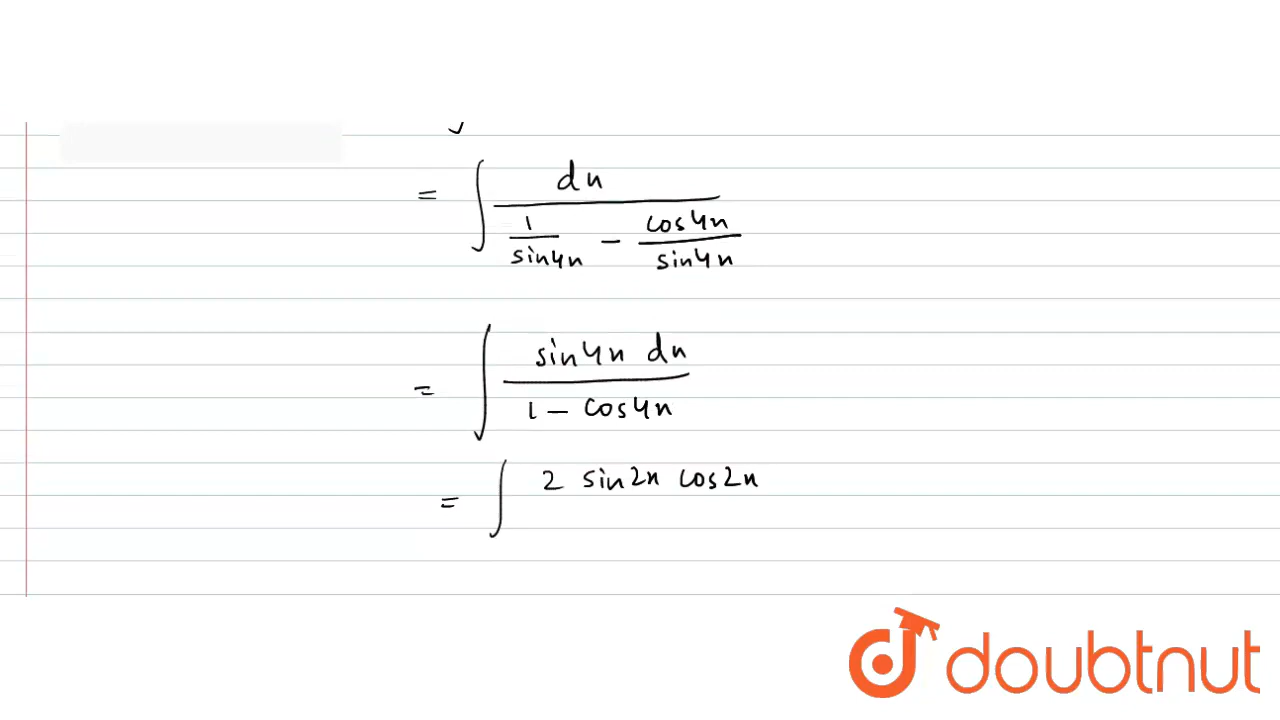 = ∫ dx / (1/sin4x − cos4x/sin4x)
= ∫ sin4x dx / (1 − cos4x)
= ∫ 2 sin2x cos2x
doubtnut